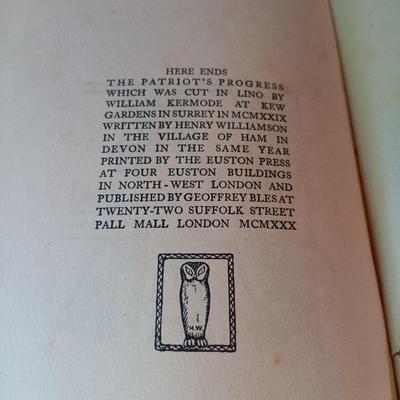 HERE ENDS
THE PATRIOT'S PROGRESS
WHICH WAS CUT IN LINO BY
WILLIAM KERMODE AT KEW
GARDENS IN SURREY IN MCMXXIX
WRITTEN BY HENRY WILLIAMSON
IN THE VILLAGE OF HAM IN
DEVON IN THE SAME YEAR
PRINTED BY THE EUSTON PRESS
AT FOUR EUSTON BUILDINGS
IN NORTH-WEST LONDON AND
PUBLISHED BY GEOFFREY BLES AT
TWENTY-TWO SUFFOLK STREET
PALL MALL LONDON MCMXXX
H.W.